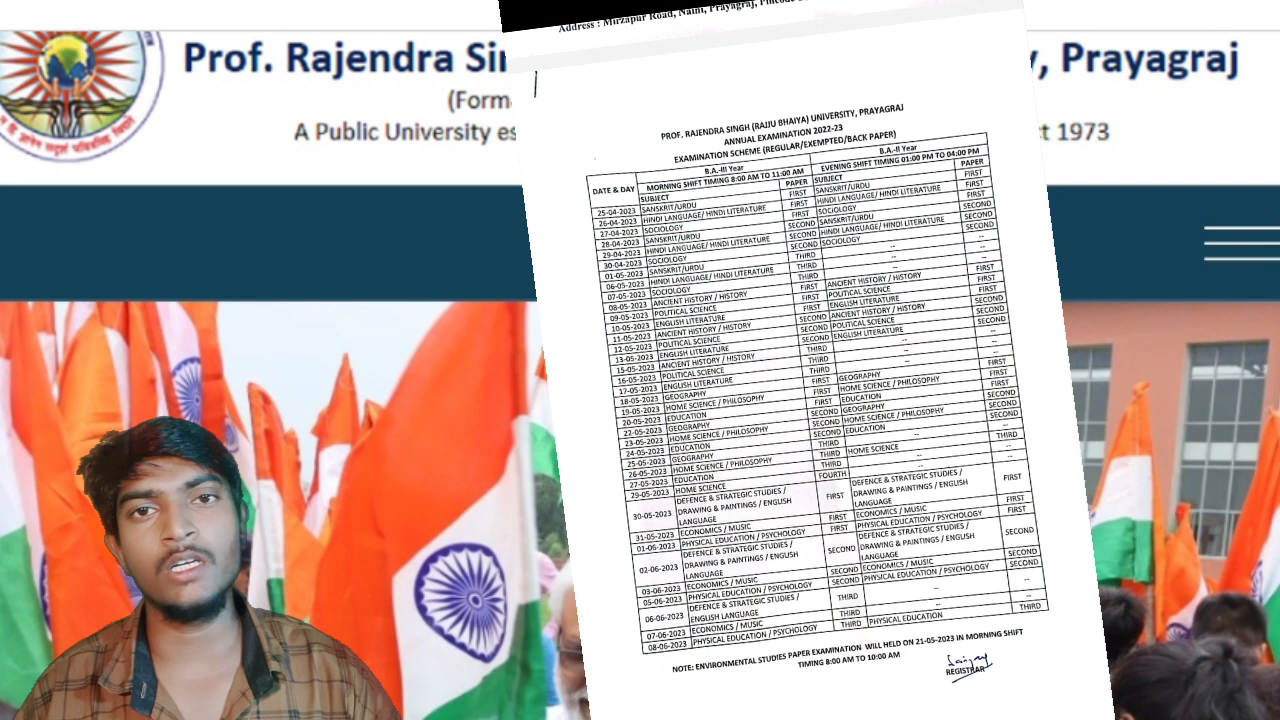 Address : Mirzapur Road, Naini, Prayagraj,
Prof. Rajendra , Prayagraj
A Public University 1973
PROF. RAJENDRA SINGH (RAJJU BHAIYA) UNIVERSITY, PRAYAGRAJ
ANNUAL EXAMINATION 2022-23
EXAMINATION SCHEME (REGULAR/EXEMPTED/BACK PAPER)
DATE & DAY B.A.-III Year B.A.-II Year
MORNING SHIFT TIMING 8:00 AM TO 11:00 AM EVENING SHIFT TIMING 01:00 PM TO 04:00 PM
SUBJECT PAPER SUBJECT PAPER
25-04-2023 SANSKRIT/URDU FIRST SANSKRIT/URDU FIRST
26-04-2023 HINDI LANGUAGE/ HINDI LITERATURE FIRST HINDI LANGUAGE/ HINDI LITERATURE FIRST
27-04-2023 SOCIOLOGY FIRST SOCIOLOGY FIRST
28-04-2023 SANSKRIT/URDU SECOND SANSKRIT/URDU SECOND
29-04-2023 HINDI LANGUAGE/ HINDI LITERATURE SECOND HINDI LANGUAGE/ HINDI LITERATURE SECOND
30-04-2023 SOCIOLOGY SECOND SOCIOLOGY SECOND
01-05-2023 SANSKRIT/URDU THIRD -- --
06-05-2023 HINDI LANGUAGE/ HINDI LITERATURE THIRD -- --
07-05-2023 SOCIOLOGY THIRD
08-05-2023 ANCIENT HISTORY / HISTORY FIRST ANCIENT HISTORY / HISTORY FIRST
09-05-2023 POLITICAL SCIENCE FIRST POLITICAL SCIENCE FIRST
10-05-2023 ENGLISH LITERATURE FIRST ENGLISH LITERATURE FIRST
11-05-2023 ANCIENT HISTORY / HISTORY SECOND ANCIENT HISTORY / HISTORY SECOND
12-05-2023 POLITICAL SCIENCE SECOND POLITICAL SCIENCE SECOND
13-05-2023 ENGLISH LITERATURE SECOND ENGLISH LITERATURE SECOND
15-05-2023 ANCIENT HISTORY / HISTORY THIRD -- --
16-05-2023 POLITICAL SCIENCE THIRD -- --
17-05-2023 ENGLISH LITERATURE THIRD -- --
18-05-2023 GEOGRAPHY FIRST GEOGRAPHY FIRST
19-05-2023 HOME SCIENCE / PHILOSOPHY FIRST HOME SCIENCE / PHILOSOPHY FIRST
20-05-2023 EDUCATION FIRST EDUCATION FIRST
22-05-2023 GEOGRAPHY SECOND GEOGRAPHY SECOND
23-05-2023 HOME SCIENCE / PHILOSOPHY SECOND HOME SCIENCE / PHILOSOPHY SECOND
24-05-2023 EDUCATION SECOND EDUCATION SECOND
25-05-2023 GEOGRAPHY THIRD -- --
26-05-2023 HOME SCIENCE / PHILOSOPHY THIRD HOME SCIENCE THIRD
27-05-2023 EDUCATION THIRD -- --
29-05-2023 HOME SCIENCE FOURTH -- --
30-05-2023 DEFENCE & STRATEGIC STUDIES / FIRST DEFENCE & STRATEGIC STUDIES / FIRST
DRAWING & PAINTINGS / ENGLISH DRAWING & PAINTINGS / ENGLISH
LANGUAGE LANGUAGE
31-05-2023 ECONOMICS / MUSIC FIRST ECONOMICS / MUSIC FIRST
01-06-2023 PHYSICAL EDUCATION / PSYCHOLOGY FIRST PHYSICAL EDUCATION / PSYCHOLOGY FIRST
02-06-2023 DEFENCE & STRATEGIC STUDIES / SECOND DEFENCE & STRATEGIC STUDIES / SECOND
DRAWING & PAINTINGS / ENGLISH DRAWING & PAINTINGS / ENGLISH
LANGUAGE LANGUAGE
03-06-2023 ECONOMICS / MUSIC SECOND ECONOMICS / MUSIC SECOND
05-06-2023 PHYSICAL EDUCATION / PSYCHOLOGY SECOND PHYSICAL EDUCATION / PSYCHOLOGY SECOND
06-06-2023 DEFENCE & STRATEGIC STUDIES / THIRD -- --
ENGLISH LANGUAGE
07-06-2023 ECONOMICS / MUSIC THIRD -- --
08-06-2023 PHYSICAL EDUCATION / PSYCHOLOGY THIRD PHYSICAL EDUCATION THIRD
NOTE: ENVIRONMENTAL STUDIES PAPER EXAMINATION WILL HELD ON 21-05-2023 IN MORNING SHIFT
TIMING 8:00 AM TO 10:00 AM
REGISTRAR